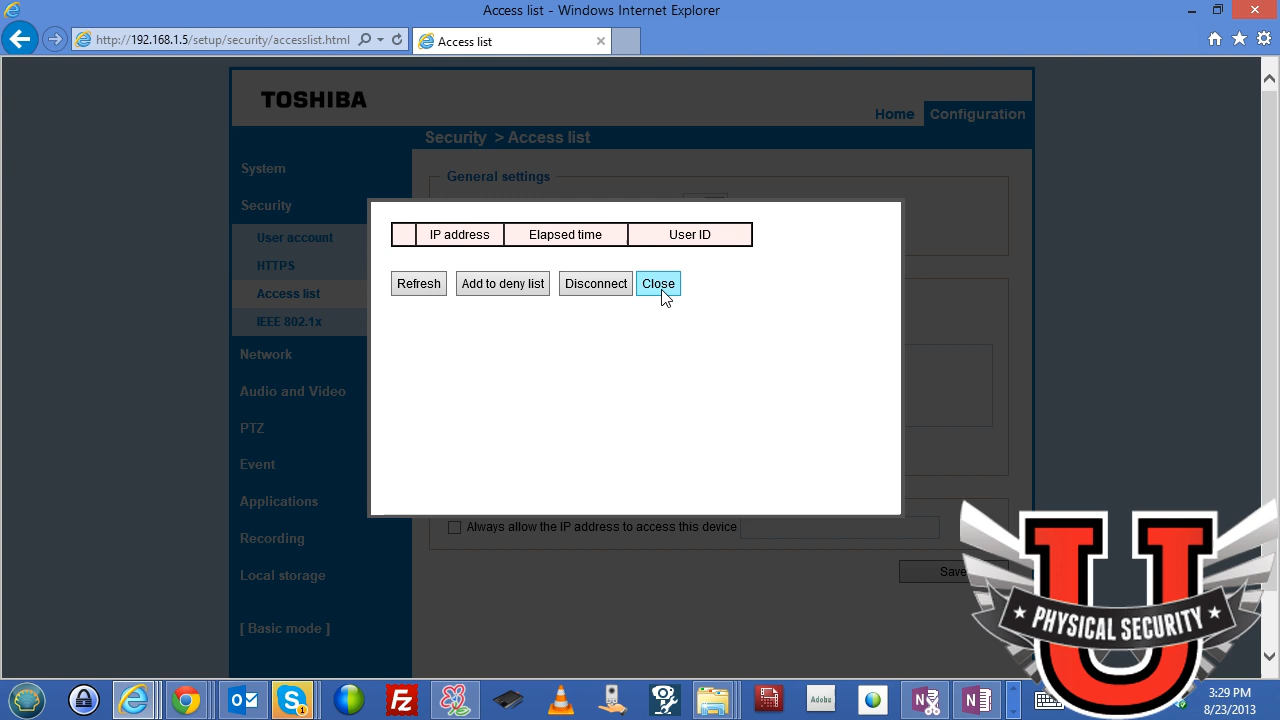 Access list - Windows Internet Explorer
http://192.168.1.5/setup/security/accesslist.html
Access list
TOSHIBA
Home
Configuration
Security > Access list
System
Security
User account
HTTPS
Access list
IEEE 802.1x
Network
Audio and Video
PTZ
Event
Applications
Recording
Local storage
[ Basic mode ]
General settings
IP address
Elapsed time
User ID
Refresh
Add to deny list
Disconnect
Close
Always allow the IP address to access this device
Save
U
PHYSICAL SECURITY
Adobe
3:29 PM
8/23/2013